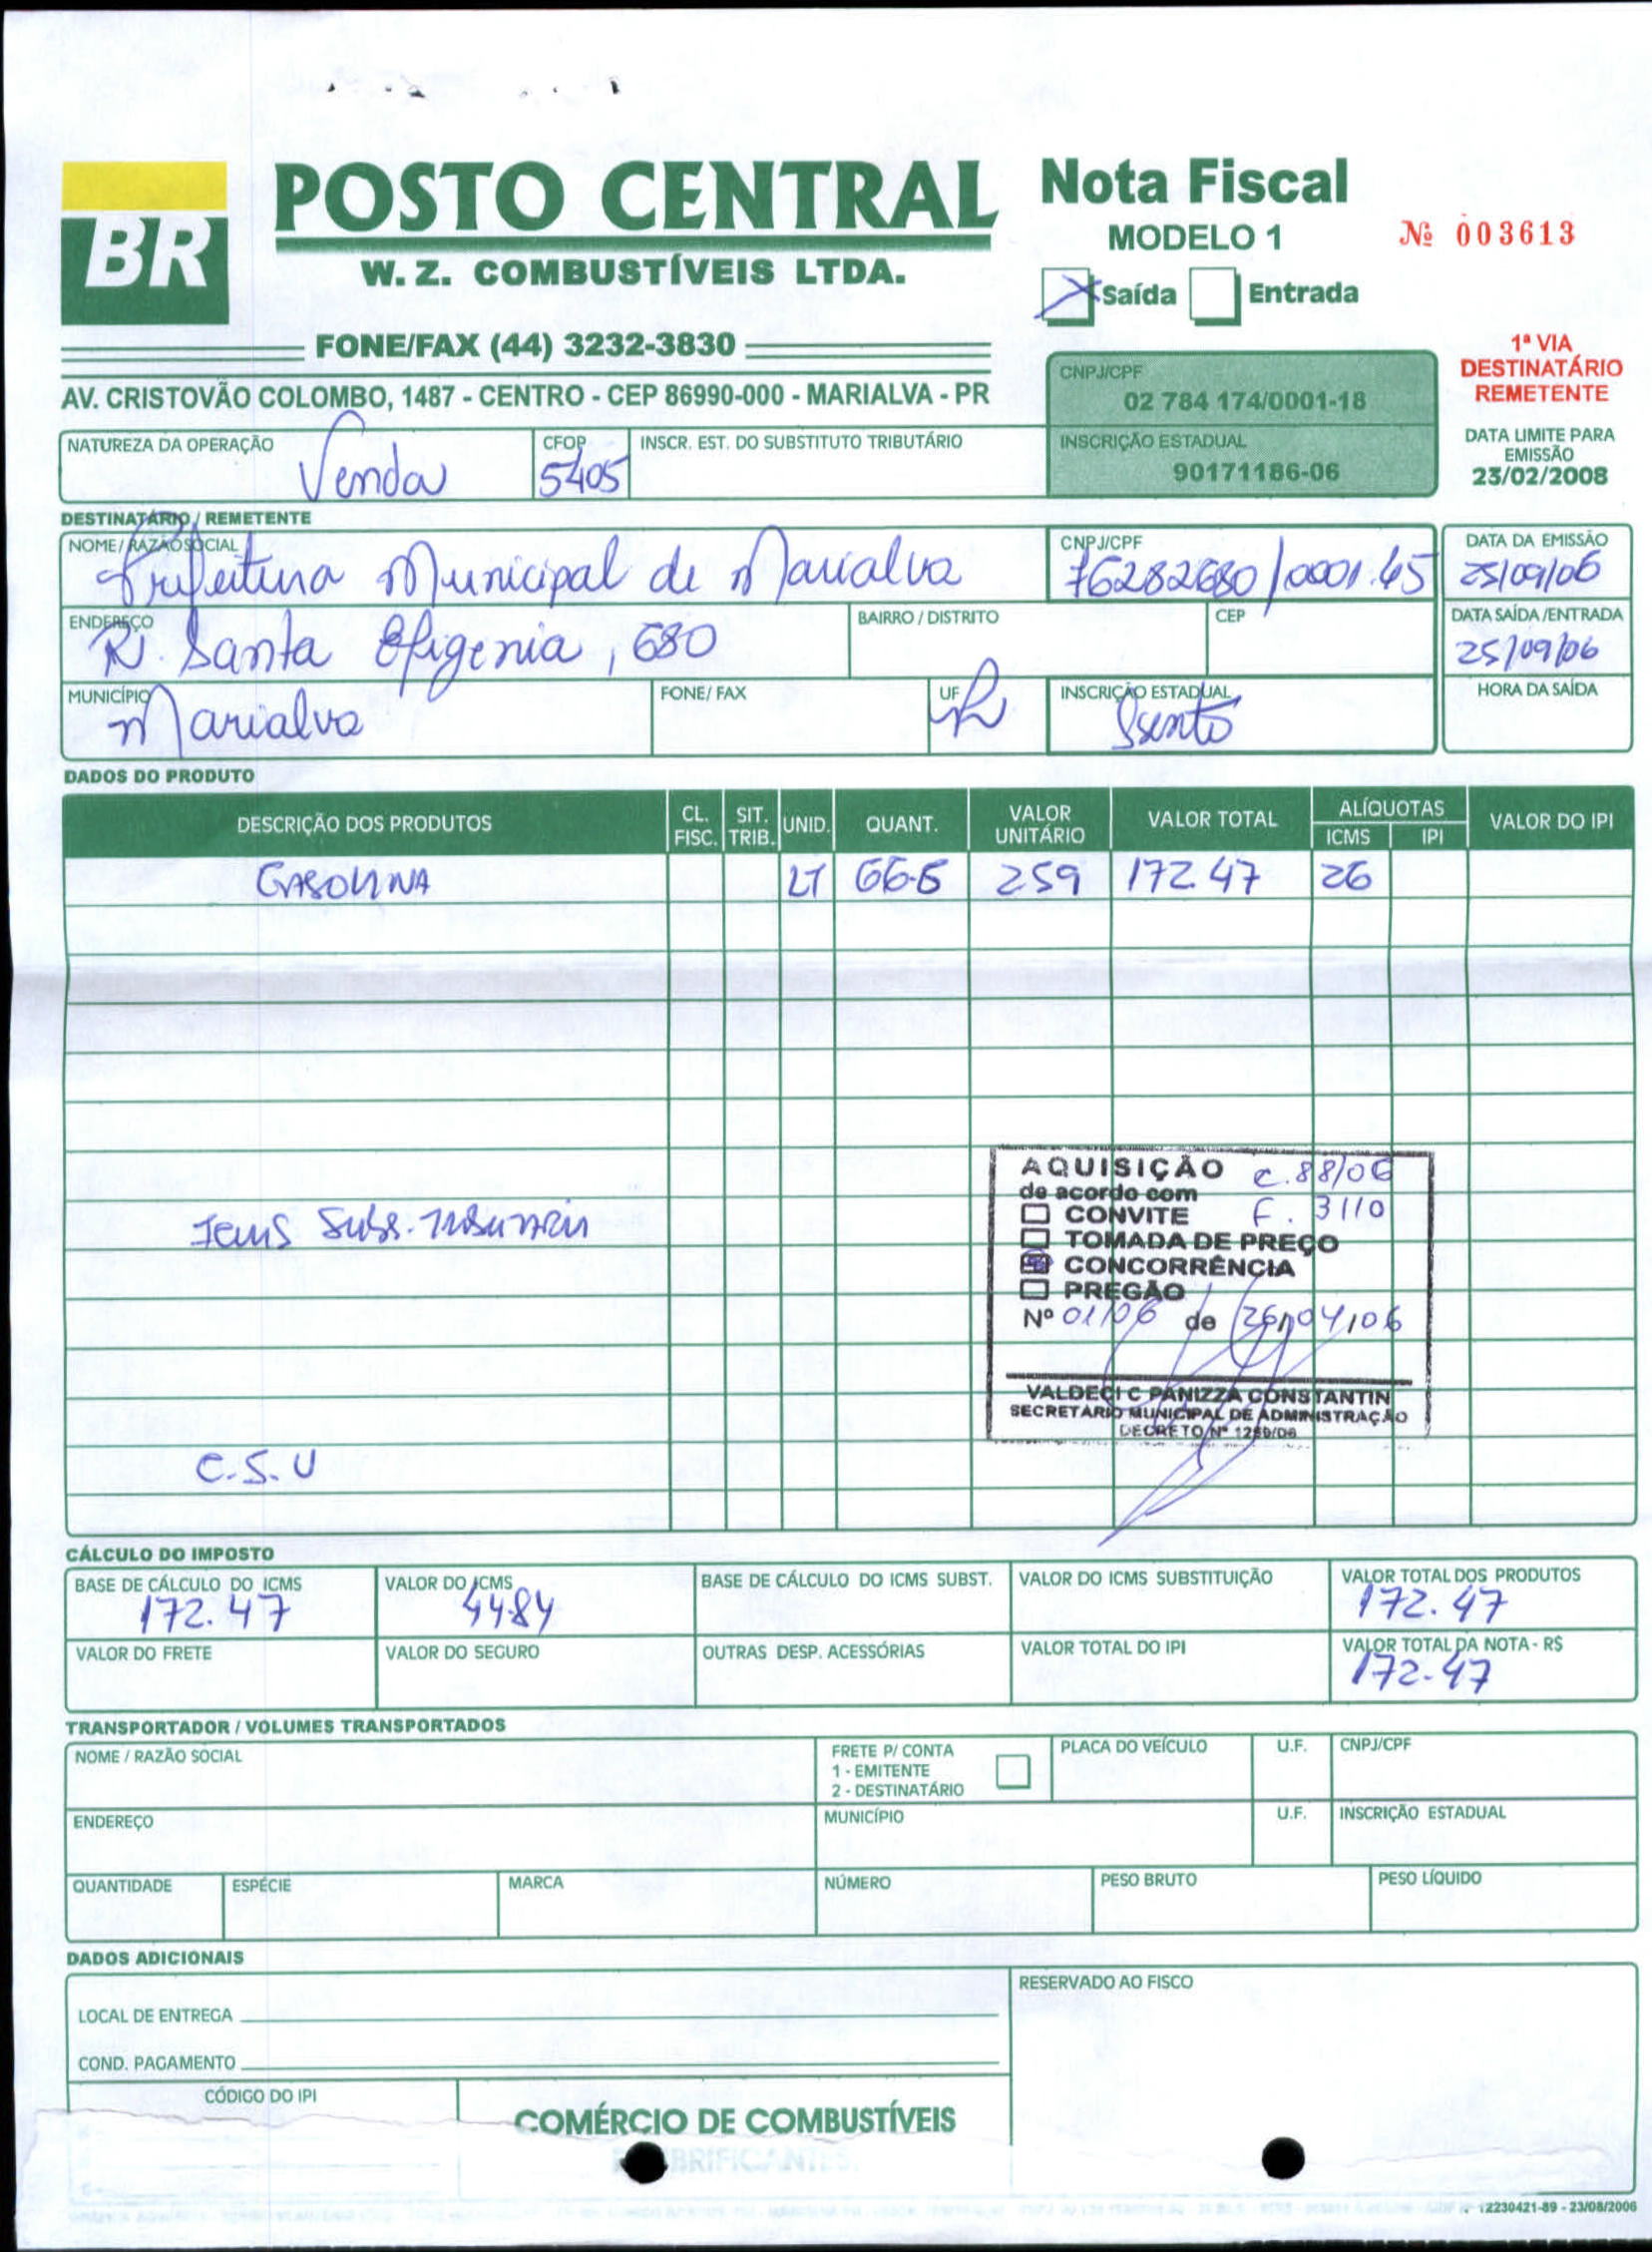 BR
POSTO CENTRAL
W. Z. COMBUSTÍVEIS LTDA.
FONE/FAX (44) 3232-3830
AV. CRISTOVÃO COLOMBO, 1487 - CENTRO - CEP 86990-000 - MARIALVA - PR
Nota Fiscal
MODELO 1
Nº 003613
X Saída Entrada
1ª VIA
DESTINATÁRIO
REMETENTE
CNPJ/CPF
02 784 174/0001-18
INSCRIÇÃO ESTADUAL
90171186-06
DATA LIMITE PARA
EMISSÃO
23/02/2008
NATUREZA DA OPERAÇÃO CFOP INSCR. EST. DO SUBSTITUTO TRIBUTÁRIO
Venda 5405
DESTINATÁRIO / REMETENTE
NOME / RAZÃO SOCIAL CNPJ/CPF DATA DA EMISSÃO
Prefeitura Municipal de Marialva 76282680/0001.45 25/09/06
ENDEREÇO BAIRRO / DISTRITO CEP DATA SAÍDA /ENTRADA
R. Santa Efigenia, 680 25/09/06
MUNICÍPIO FONE/ FAX UF INSCRIÇÃO ESTADUAL HORA DA SAÍDA
Marialva PR Isento
DADOS DO PRODUTO
DESCRIÇÃO DOS PRODUTOS CL. FISC. SIT. TRIB. UNID. QUANT. VALOR UNITÁRIO VALOR TOTAL ALÍQUOTAS ICMS IPI VALOR DO IPI
GASOLINA LT 66.6 259 172.47 26
AQUISIÇÃO c.88/06
de acordo com
CONVITE F. 3110
TOMADA DE PREÇO
CONCORRÊNCIA
PREGÃO
Nº 01/06 de 26/04/06
VALDECI C PANIZZA CONSTANTIN
SECRETARIO MUNICIPAL DE ADMINISTRAÇÃO
DECRETO Nº
Icms Subs.
C.S.U
CÁLCULO DO IMPOSTO
BASE DE CÁLCULO DO ICMS VALOR DO ICMS BASE DE CÁLCULO DO ICMS SUBST. VALOR DO ICMS SUBSTITUIÇÃO VALOR TOTAL DOS PRODUTOS
172.47 44.84 172.47
VALOR DO FRETE VALOR DO SEGURO OUTRAS DESP. ACESSÓRIAS VALOR TOTAL DO IPI VALOR TOTAL DA NOTA - R$
172.47
TRANSPORTADOR / VOLUMES TRANSPORTADOS
NOME / RAZÃO SOCIAL FRETE P/ CONTA PLACA DO VEÍCULO U.F. CNPJ/CPF
1 - EMITENTE
2 - DESTINATÁRIO
ENDEREÇO MUNICÍPIO U.F. INSCRIÇÃO ESTADUAL
QUANTIDADE ESPÉCIE MARCA NÚMERO PESO BRUTO PESO LÍQUIDO
DADOS ADICIONAIS
RESERVADO AO FISCO
LOCAL DE ENTREGA
COND. PAGAMENTO
CÓDIGO DO IPI
COMÉRCIO DE COMBUSTÍVEIS
12230421-89 - 23/08/2006